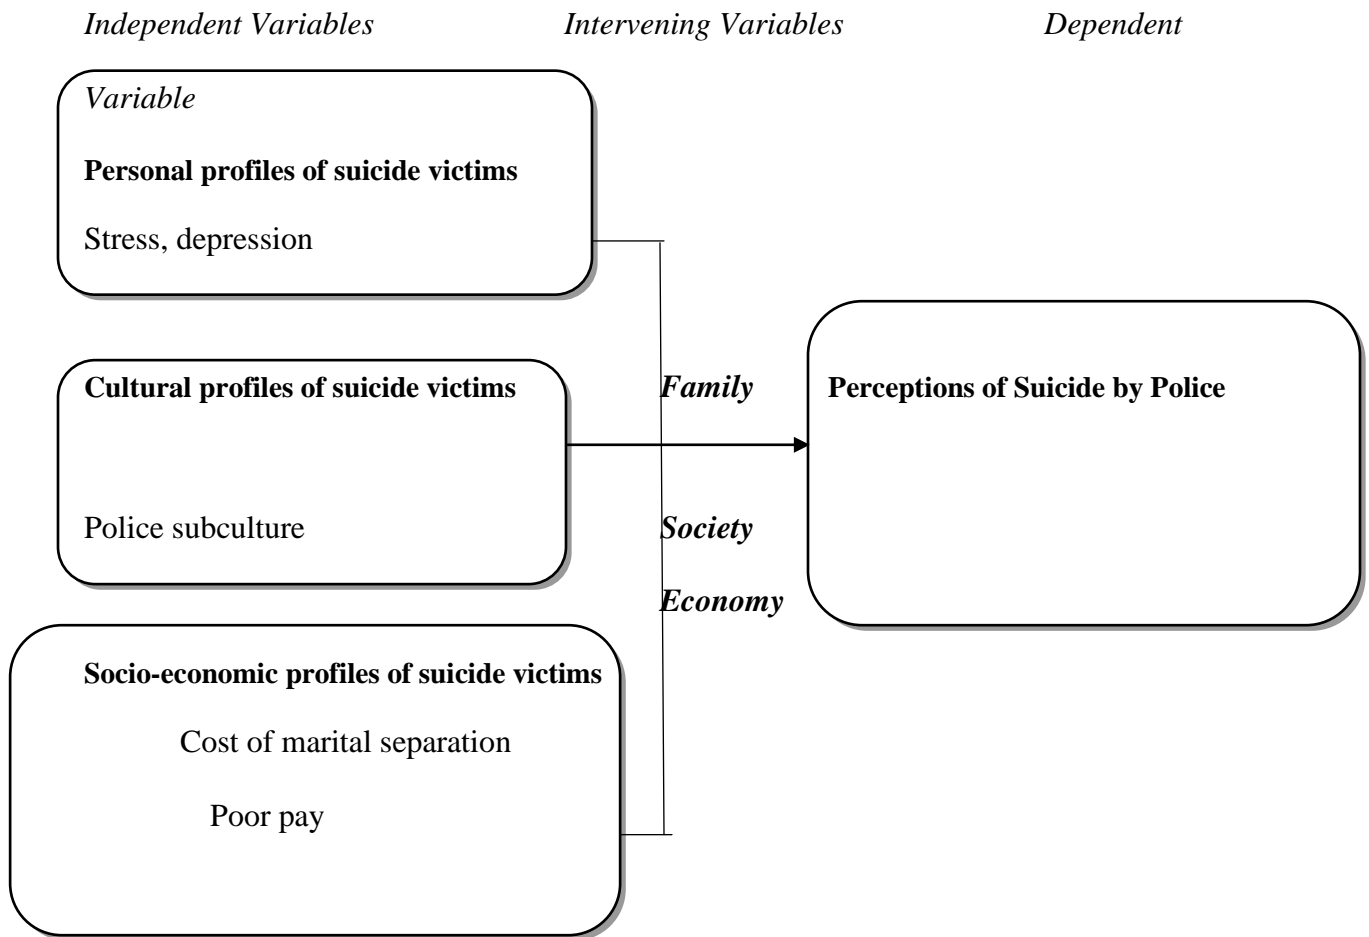 Independent Variables Intervening Variables Dependent
Variable
Personal profiles of suicide victims
Stress, depression
Cultural profiles of suicide victims Family Perceptions of Suicide by Police
Police subculture Society
Economy
Socio-economic profiles of suicide victims
Cost of marital separation
Poor pay